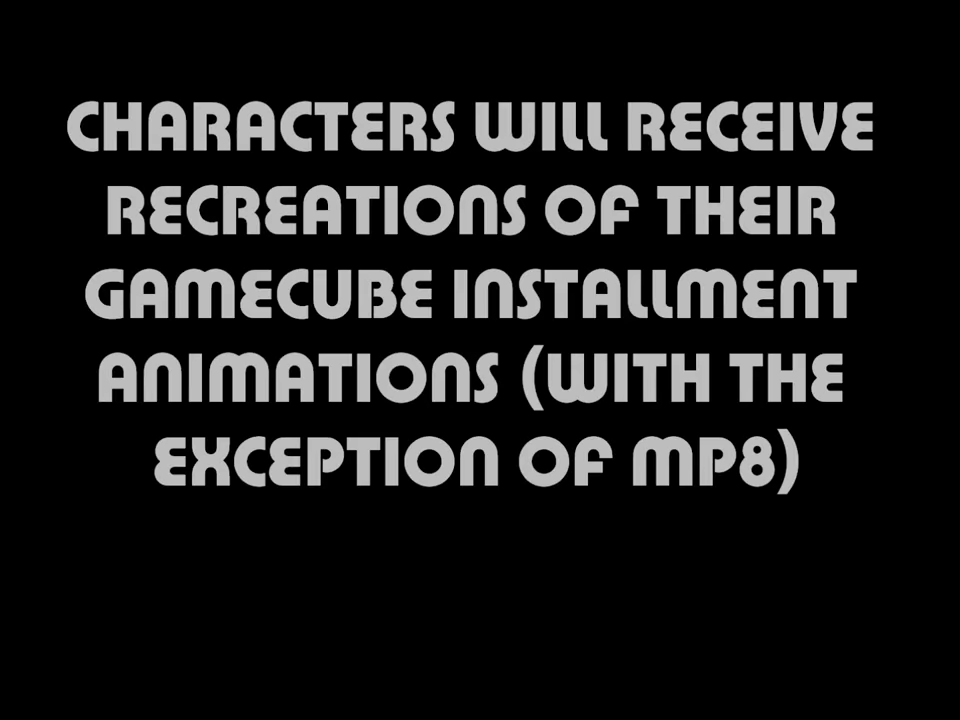 CHARACTERS WILL RECEIVE
RECREATIONS OF THEIR
GAMECUBE INSTALLMENT
ANIMATIONS (WITH THE
EXCEPTION OF MP8)